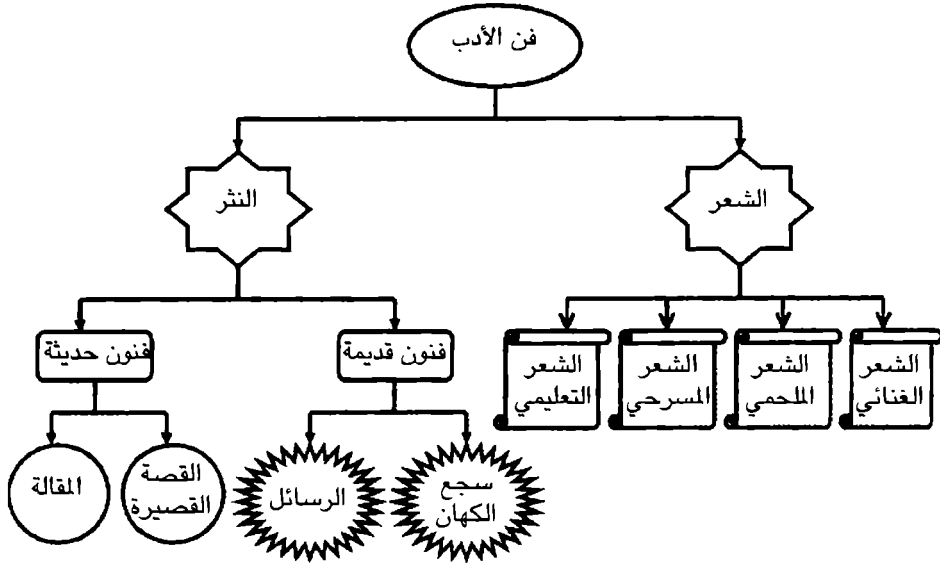 فن الأدب
الشعر
النثر
الشعر
الغنائي
الشعر
الملحمي
الشعر
المسرحي
الشعر
التعليمي
فنون قديمة
فنون حديثة
سجع
الكهان
الرسائل
القصة
القصيرة
المقالة